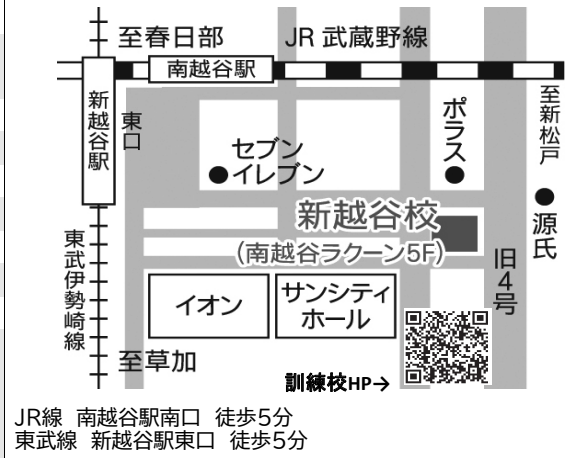 至春日部
JR 武蔵野線
南越谷駅
新越谷駅
東口
セブン
イレブン
ポラス
至新松戸
源氏
新越谷校
(南越谷ラクーン5F)
東武伊勢崎線
イオン
サンシティ
ホール
旧4号
至草加
訓練校HP→
JR線 南越谷駅南口 徒歩5分
東武線 新越谷駅東口 徒歩5分